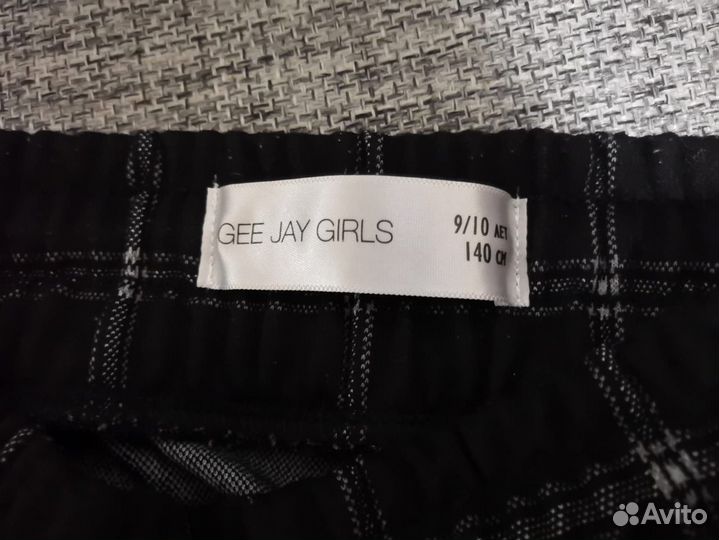 GEE JAY GIRLS
9/10 ЛЕТ
140 СМ
Avito